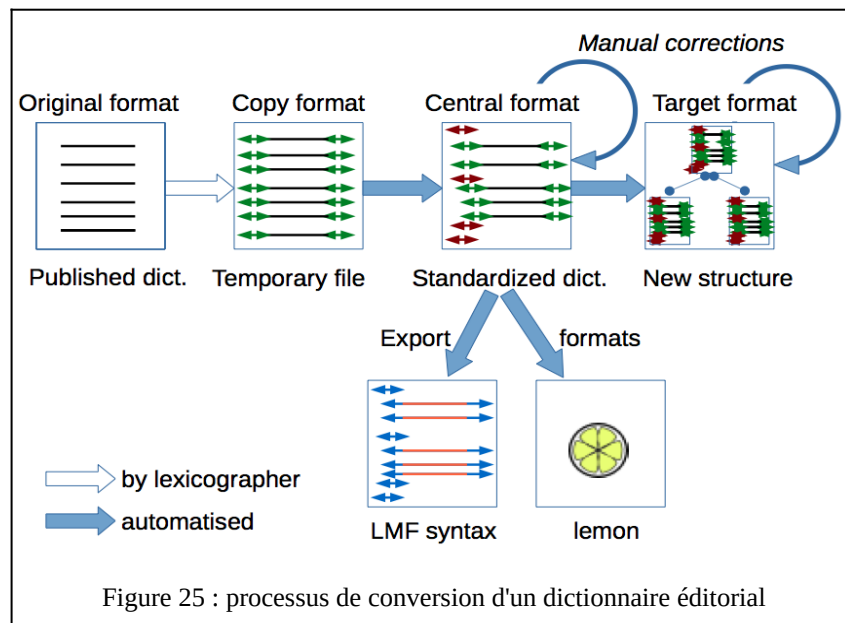 Manual corrections
Original format Copy format Central format Target format
Published dict. Temporary file Standardized dict. New structure
Export formats
by lexicographer
automatised
LMF syntax lemon
Figure 25 : processus de conversion d'un dictionnaire éditorial